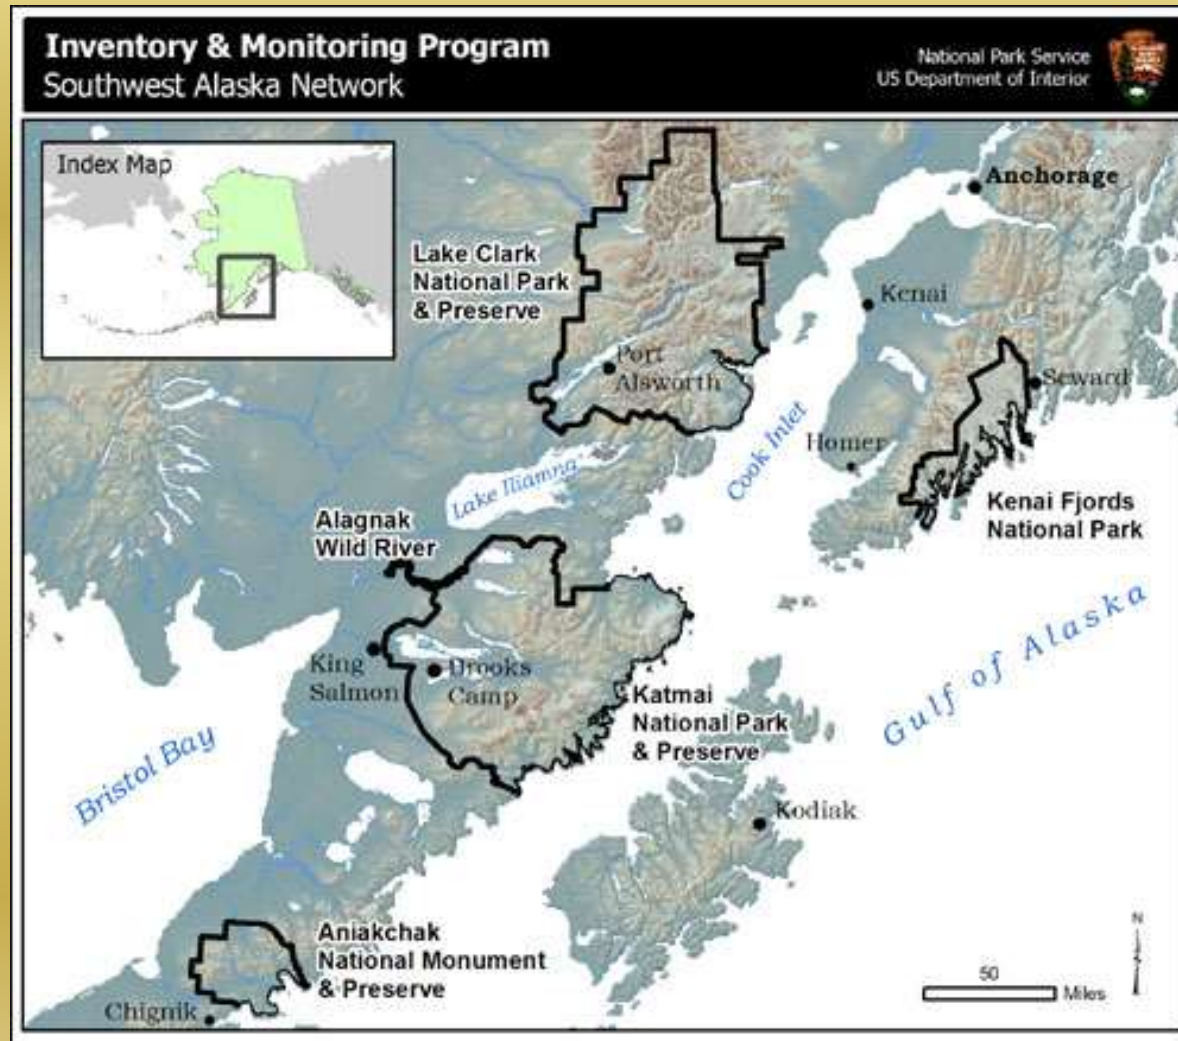 Inventory & Monitoring Program
Southwest Alaska Network
National Park Service
US Department of Interior
Index Map
Anchorage
Lake Clark
National Park
& Preserve
Kenai
Port
Alsworth
Seward
Cook Inlet
Homer
Lake Iliamna
Kenai Fjords
National Park
Alagnak
Wild River
Gulf of Alaska
King
Salmon
Brooks
Camp
Katmai
National Park
& Preserve
Bristol Bay
Kodiak
Aniakchak
National Monument
& Preserve
Chignik
N
50
Miles